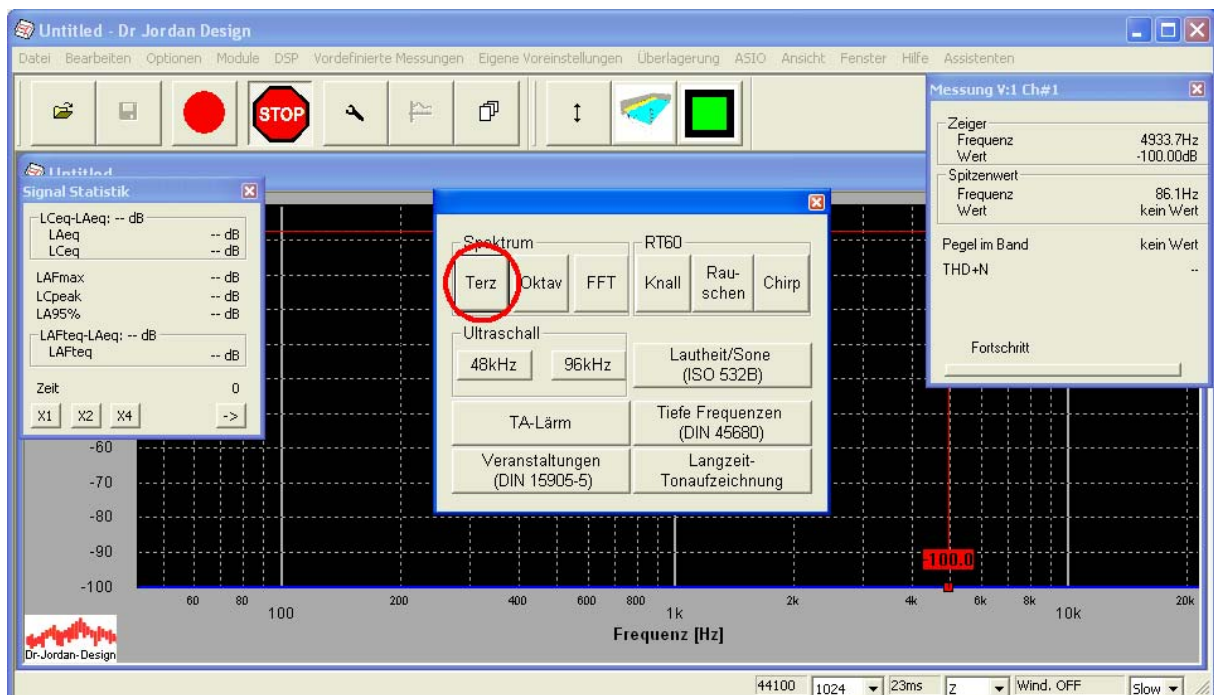 Untitled - Dr Jordan Design
Datei Bearbeiten Optionen Module DSP Vordefinierte Messungen Eigene Voreinstellungen Überlagerung ASIO Ansicht Fenster Hilfe Assistenten
STOP
Untitled
Signal Statistik
LCeq-LAeq: -- dB
LAeq -- dB
LCeq -- dB
LAFmax -- dB
LCpeak -- dB
LA95% -- dB
LAFteq-LAeq: -- dB
LAFteq -- dB
Zeit 0
X1 X2 X4 ->
Spektrum
Terz Oktav FFT
RT60
Knall Rau-
schen Chirp
Ultraschall
48kHz 96kHz
Lautheit/Sone
(ISO 532B)
TA-Lärm
Tiefe Frequenzen
(DIN 45680)
Veranstaltungen
(DIN 15905-5)
Langzeit-
Tonaufzeichnung
Messung V:1 Ch#1
Zeiger
Frequenz 4933.7Hz
Wert -100.00dB
Spitzenwert
Frequenz 86.1Hz
Wert kein Wert
Pegel im Band kein Wert
THD+N --
Fortschritt
-60
-70
-80
-90
-100
-100.0
60 80 100 200 400 600 800 1k 2k 4k 6k 8k 10k 20k
Frequenz [Hz]
Dr-Jordan-Design
44100 1024 23ms Z Wind. OFF Slow